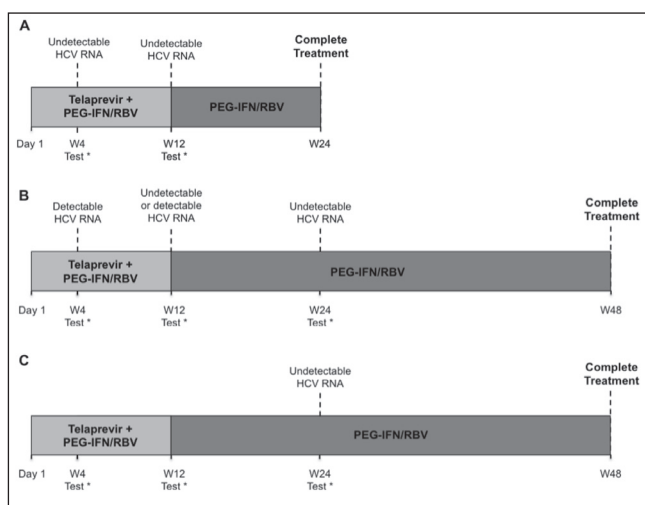 A
Undetectable
HCV RNA
Undetectable
HCV RNA
Complete
Treatment
Telaprevir +
PEG-IFN/RBV
PEG-IFN/RBV
Day 1
W4
Test *
W12
Test *
W24
B
Detectable
HCV RNA
Undetectable
or detectable
HCV RNA
Undetectable
HCV RNA
Complete
Treatment
Telaprevir +
PEG-IFN/RBV
PEG-IFN/RBV
Day 1
W4
Test *
W12
Test *
W24
Test *
W48
C
Undetectable
HCV RNA
Complete
Treatment
Telaprevir +
PEG-IFN/RBV
PEG-IFN/RBV
Day 1
W4
Test *
W12
Test *
W24
Test *
W48